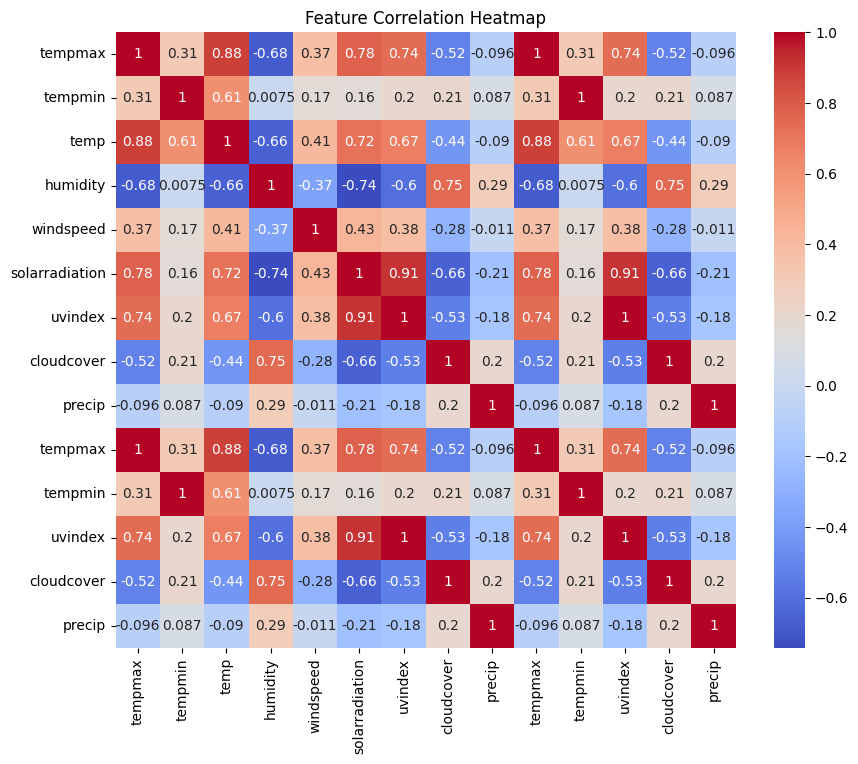 Feature Correlation Heatmap
tempmax 1 0.31 0.88 -0.68 0.37 0.78 0.74 -0.52 -0.096 1 0.31 0.74 -0.52 -0.096
tempmin 0.31 1 0.61 0.0075 0.17 0.16 0.2 0.21 0.087 0.31 1 0.2 0.21 0.087
temp 0.88 0.61 1 -0.66 0.41 0.72 0.67 -0.44 -0.09 0.88 0.61 0.67 -0.44 -0.09
humidity -0.68 0.0075 -0.66 1 -0.37 -0.74 -0.6 0.75 0.29 -0.68 0.0075 -0.6 0.75 0.29
windspeed 0.37 0.17 0.41 -0.37 1 0.43 0.38 -0.28 -0.011 0.37 0.17 0.38 -0.28 -0.011
solarradiation 0.78 0.16 0.72 -0.74 0.43 1 0.91 -0.66 -0.21 0.78 0.16 0.91 -0.66 -0.21
uvindex 0.74 0.2 0.67 -0.6 0.38 0.91 1 -0.53 -0.18 0.74 0.2 1 -0.53 -0.18
cloudcover -0.52 0.21 -0.44 0.75 -0.28 -0.66 -0.53 1 0.2 -0.52 0.21 -0.53 1 0.2
precip -0.096 0.087 -0.09 0.29 -0.011 -0.21 -0.18 0.2 1 -0.096 0.087 -0.18 0.2 1
tempmax 1 0.31 0.88 -0.68 0.37 0.78 0.74 -0.52 -0.096 1 0.31 0.74 -0.52 -0.096
tempmin 0.31 1 0.61 0.0075 0.17 0.16 0.2 0.21 0.087 0.31 1 0.2 0.21 0.087
uvindex 0.74 0.2 0.67 -0.6 0.38 0.91 1 -0.53 -0.18 0.74 0.2 1 -0.53 -0.18
cloudcover -0.52 0.21 -0.44 0.75 -0.28 -0.66 -0.53 1 0.2 -0.52 0.21 -0.53 1 0.2
precip -0.096 0.087 -0.09 0.29 -0.011 -0.21 -0.18 0.2 1 -0.096 0.087 -0.18 0.2 1
tempmax tempmin temp humidity windspeed solarradiation uvindex cloudcover precip tempmax tempmin uvindex cloudcover precip
1.0
0.8
0.6
0.4
0.2
0.0
-0.2
-0.4
-0.6